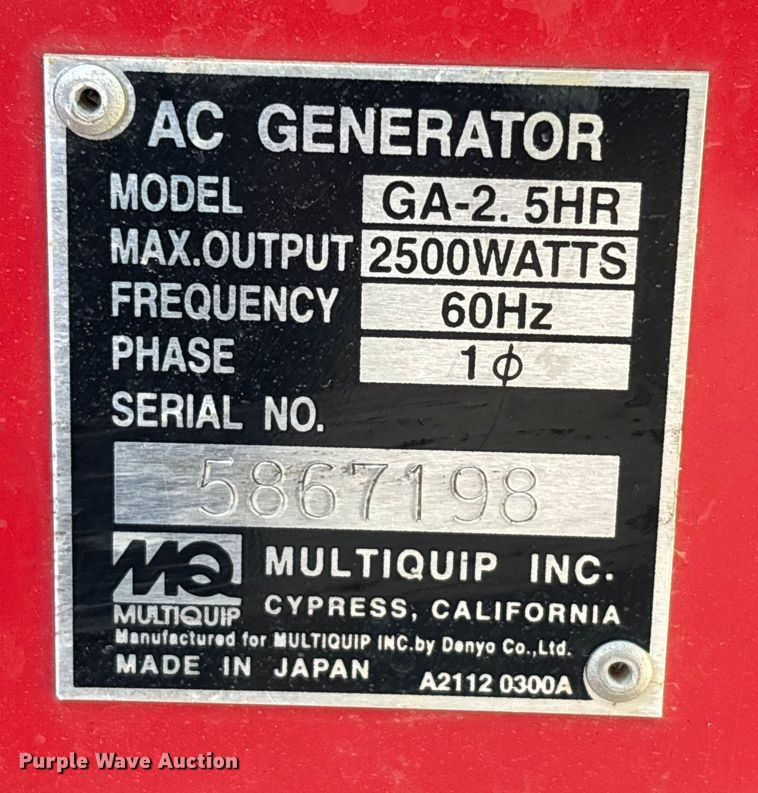 AC GENERATOR
MODEL GA-2.5HR
MAX.OUTPUT 2500WATTS
FREQUENCY 60Hz
PHASE 1ϕ
SERIAL NO.
5867198
MQ MULTIQUIP INC.
MULTIQUIP CYPRESS, CALIFORNIA
Manufactured for MULTIQUIP INC.by Denyo Co.,Ltd.
MADE IN JAPAN A2112 0300A
Purple Wave Auction